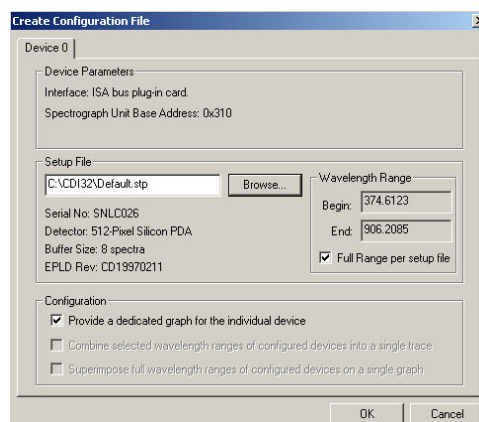 Create Configuration File
Device 0
Device Parameters
Interface: ISA bus plug-in card.
Spectrograph Unit Base Address: 0x310
Setup File
C:\CDI32\Default.stp
Browse...
Serial No: SNLC026
Detector: 512-Pixel Silicon PDA
Buffer Size: 8 spectra
EPLD Rev: CD19970211
Wavelength Range
Begin: 374.6123
End: 906.2085
Full Range per setup file
Configuration
Provide a dedicated graph for the individual device
Combine selected wavelength ranges of configured devices into a single trace
Superimpose full wavelength ranges of configured devices on a single graph
OK Cancel